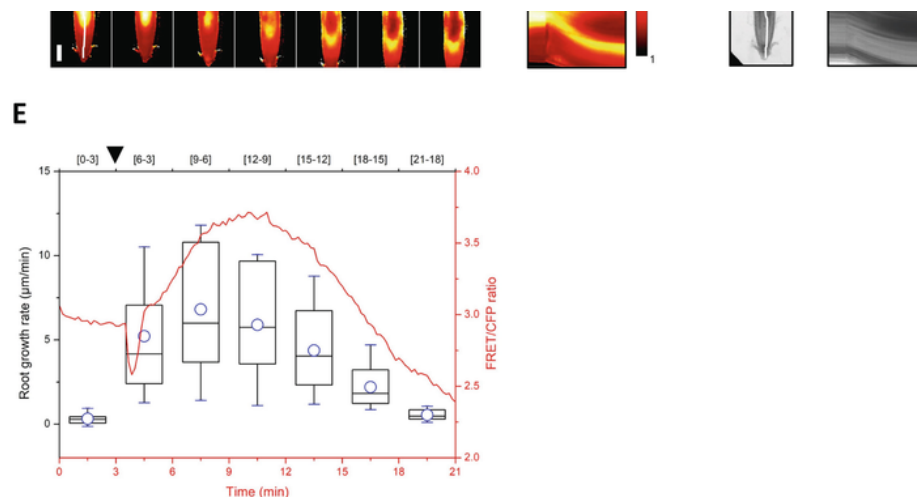 1
E
[0-3] [6-3] [9-6] [12-9] [15-12] [18-15] [21-18]
15 4.0
3.5
10
3.0
5
2.5
0
2.0
Root growth rate (µm/min)
FRET/CFP ratio
0 3 6 9 12 15 18 21
Time (min)